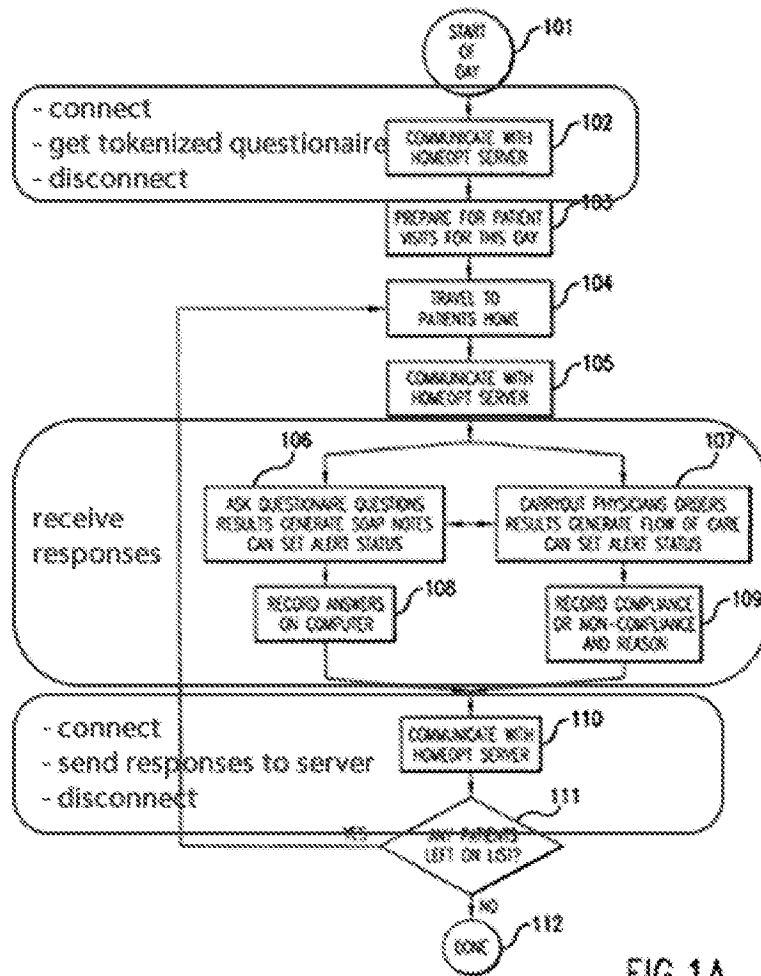 START
OF
DAY
101
- connect
- get tokenized questionaire
- disconnect
COMMUNICATE WITH
HOMEOPT SERVER
102
PREPARE FOR PATIENT
VISITS FOR THIS DAY
103
TRAVEL TO
PATIENTS HOME
104
COMMUNICATE WITH
HOMEOPT SERVER
105
receive
responses
106
ASK QUESTIONARE QUESTIONS
RESULTS GENERATE SOAP NOTES
CAN SET ALERT STATUS
107
CARRYOUT PHYSICIANS ORDERS
RESULTS GENERATE FLOW OF CARE
CAN SET ALERT STATUS
RECORD ANSWERS
ON COMPUTER
108
RECORD COMPLIANCE
OR NON-COMPLIANCE
AND REASON
109
- connect
- send responses to server
- disconnect
COMMUNICATE WITH
HOMEOPT SERVER
110
YES
ANY PATIENTS
LEFT ON LIST?
111
NO
DONE
112
FIG. 1A